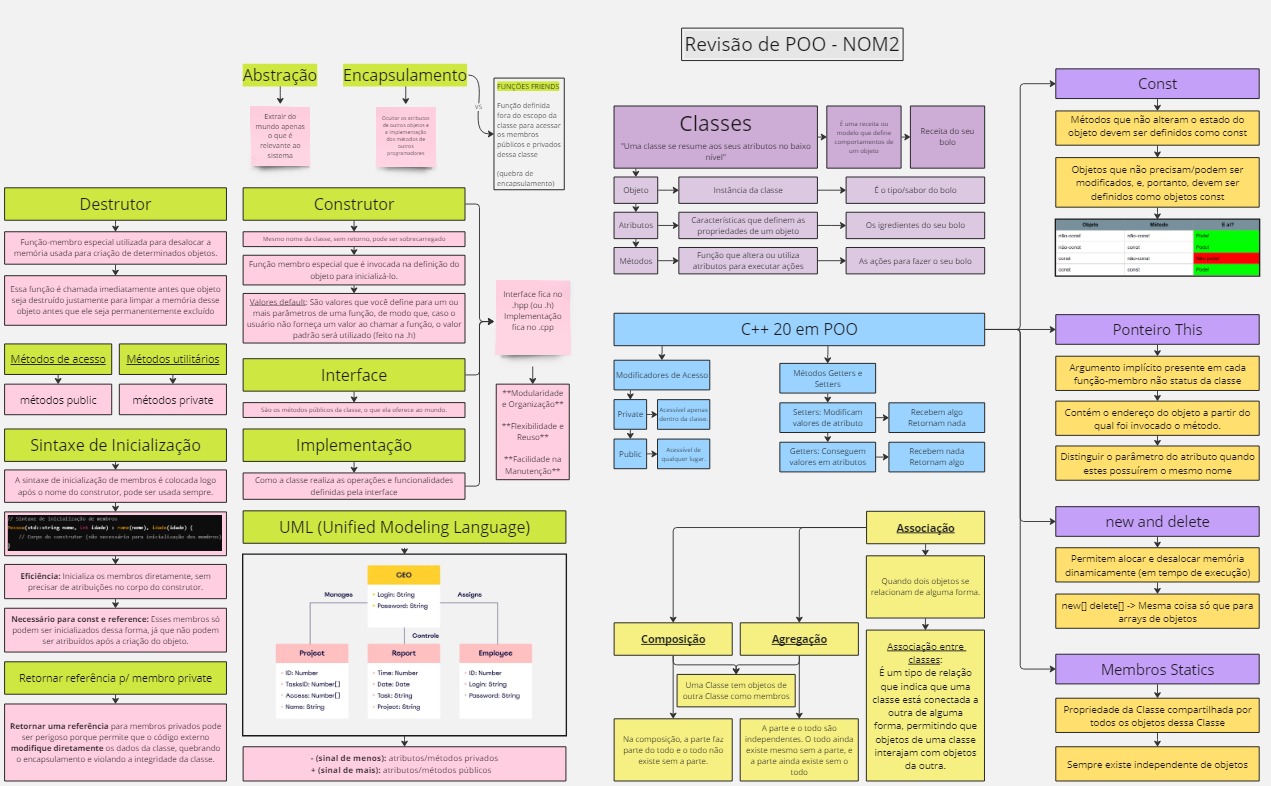 Revisão de POO - NOM2
Abstração
Extrair do
mundo apenas
o que é
relevante ao
sistema
Encapsulamento
Ocultar os atributos
de outros objetos e
a implementação
dos métodos de
outros
programadores
VS
FUNÇÕES FRIENDS
Função definida
fora do escopo da
classe para acessar
os membros
públicos e privados
dessa classe
(quebra de
encapsulamento)
Destrutor
Função-membro especial utilizada para desalocar a
memória usada para criação de determinados objetos.
Essa função é chamada imediatamente antes que objeto
seja destruído justamente para limpar a memória desse
objeto antes que ele seja permanentemente excluído
Métodos de acesso
métodos public
Métodos utilitários
métodos private
Sintaxe de Inicialização
A sintaxe de inicialização de membros é colocada logo
após o nome do construtor, pode ser usada sempre.
// Sintaxe de inicialização de membros
Pessoa(std::string nome, int idade) : nome(nome), idade(idade) {
// Corpo do construtor (não necessário para inicialização dos membros)
}
Eficiência: Inicializa os membros diretamente, sem
precisar de atribuições no corpo do construtor.
Necessário para const e reference: Esses membros só
podem ser inicializados dessa forma, já que não podem
ser atribuídos após a criação do objeto.
Retornar referência p/ membro private
Retornar uma referência para membros privados pode
ser perigoso porque permite que o código externo
modifique diretamente os dados da classe, quebrando
o encapsulamento e violando a integridade da classe.
Construtor
Mesmo nome da classe, sem retorno, pode ser sobrecarregado
Função membro especial que é invocada na definição do
objeto para inicializá-lo.
Valores default: São valores que você define para um ou
mais parâmetros de uma função, de modo que, caso o
usuário não forneça um valor ao chamar a função, o valor
padrão será utilizado (feito na .h)
Interface
São os métodos públicos da classe, o que ela oferece ao mundo.
Implementação
Como a classe realiza as operações e funcionalidades
definidas pela interface
Interface fica no
.hpp (ou .h)
Implementação
fica no .cpp
**Modularidade
e Organização**
**Flexibilidade e
Reuso**
**Facilidade na
Manutenção**
UML (Unified Modeling Language)
CEO
Login: String
Password: String
Manages
Assigns
Controls
Project
ID: Number
TasksID: Number[]
Access: Number[]
Name: String
Report
Time: Number
Date: Date
Task: String
Project: String
Employee
ID: Number
Login: String
Password: String
- (sinal de menos): atributos/métodos privados
+ (sinal de mais): atributos/métodos públicos
Classes
"Uma classe se resume aos seus atributos no baixo
nível"
É uma receita ou
modelo que define
comportamentos de
um objeto
Receita do seu
bolo
Objeto
Instância da classe
É o tipo/sabor do bolo
Atributos
Características que definem as
propriedades de um objeto
Os ingredientes do seu bolo
Métodos
Função que altera ou utiliza
atributos para executar ações
As ações para fazer o seu bolo
C++ 20 em POO
Modificadores de Acesso
Private
Acessível apenas
dentro da classe.
Public
Acessível de
qualquer lugar.
Métodos Getters e
Setters
Setters: Modificam
valores de atributo
Recebem algo
Retornam nada
Getters: Conseguem
valores em atributos
Recebem nada
Retornam algo
Associação
Quando dois objetos se
relacionam de alguma forma.
Associação entre
classes:
É um tipo de relação
que indica que uma
classe está conectada a
outra de alguma
forma, permitindo que
objetos de uma classe
interajam com objetos
da outra.
Composição
Agregação
Uma Classe tem objetos de
outra Classe como membros
Na composição, a parte faz
parte do todo e o todo não
existe sem a parte.
A parte e o todo são
independentes. O todo ainda
existe mesmo sem a parte, e
a parte ainda existe sem o
todo
Const
Métodos que não alteram o estado do
objeto devem ser definidos como const
Objetos que não precisam/podem ser
modificados, e, portanto, devem ser
definidos como objetos const
Objeto Método E aí?
não-const não-const Pode!
não-const const Pode!
const não-const Não pode!
const const Pode!
Ponteiro This
Argumento implícito presente em cada
função-membro não status da classe
Contém o endereço do objeto a partir do
qual foi invocado o método.
Distinguir o parâmetro do atributo quando
estes possuírem o mesmo nome
new and delete
Permitem alocar e desalocar memória
dinamicamente (em tempo de execução)
new[] delete[] -> Mesma coisa só que para
arrays de objetos
Membros Statics
Propriedade da Classe compartilhada por
todos os objetos dessa Classe
Sempre existe independente de objetos